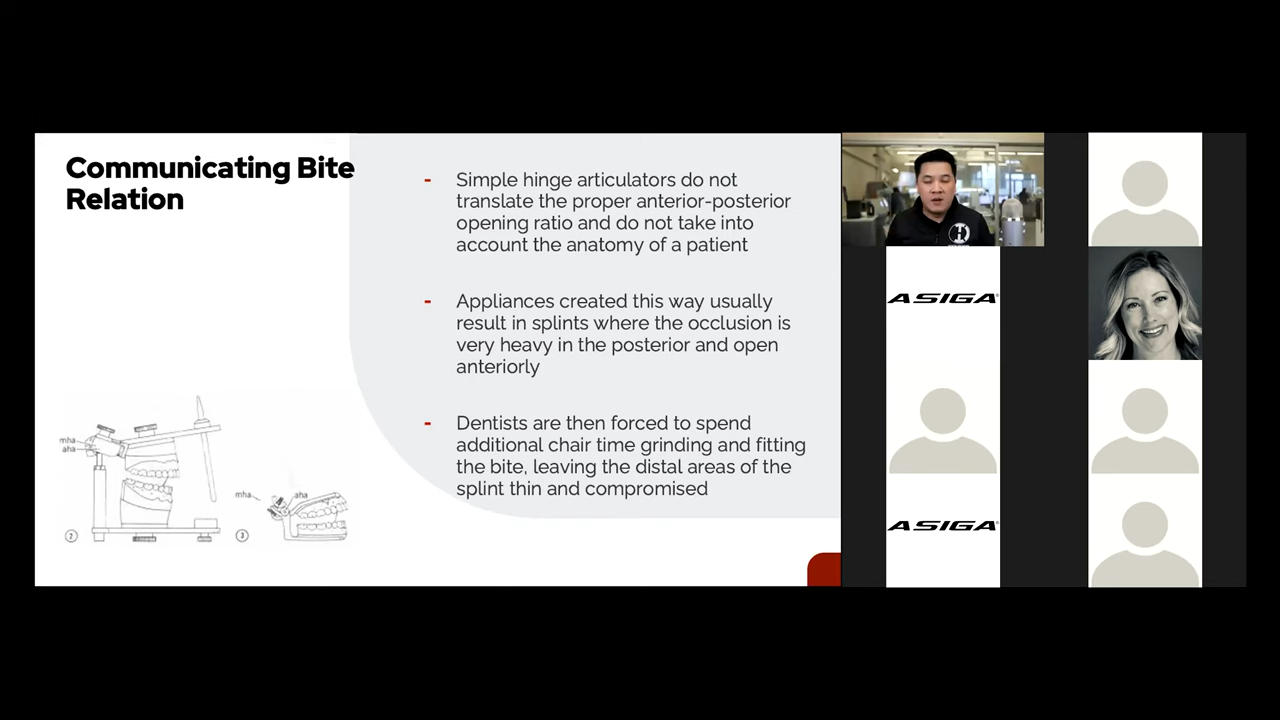 Communicating Bite
Relation
- Simple hinge articulators do not
translate the proper anterior-posterior
opening ratio and do not take into
account the anatomy of a patient
- Appliances created this way usually
result in splints where the occlusion is
very heavy in the posterior and open
anteriorly
- Dentists are then forced to spend
additional chair time grinding and fitting
the bite, leaving the distal areas of the
splint thin and compromised
mha
aha
2
mha
aha
3
ASIGA®
ASIGA®